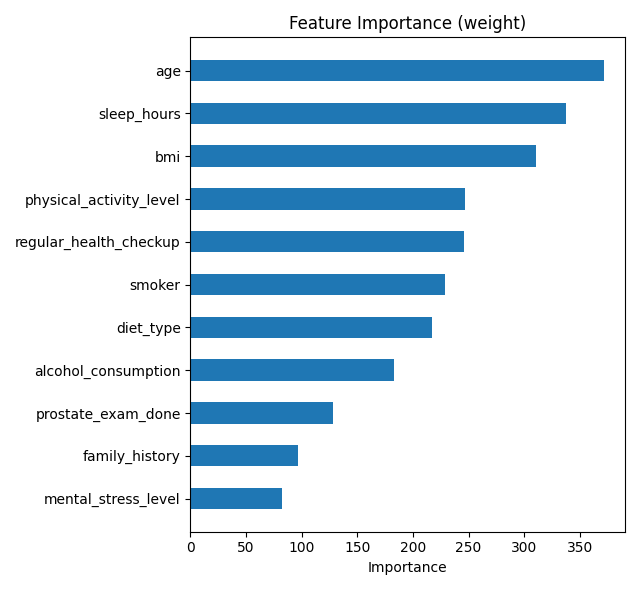 Feature Importance (weight)
age
sleep_hours
bmi
physical_activity_level
regular_health_checkup
smoker
diet_type
alcohol_consumption
prostate_exam_done
family_history
mental_stress_level
0 50 100 150 200 250 300 350
Importance